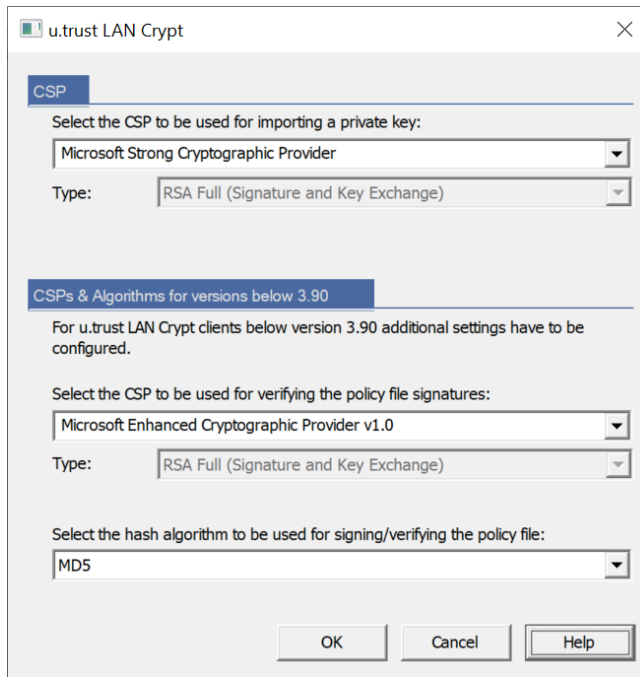 u.trust LAN Crypt
CSP
Select the CSP to be used for importing a private key:
Microsoft Strong Cryptographic Provider
Type:
RSA Full (Signature and Key Exchange)
CSPs & Algorithms for versions below 3.90
For u.trust LAN Crypt clients below version 3.90 additional settings have to be
configured.
Select the CSP to be used for verifying the policy file signatures:
Microsoft Enhanced Cryptographic Provider v1.0
Type:
RSA Full (Signature and Key Exchange)
Select the hash algorithm to be used for signing/verifying the policy file:
MD5
OK
Cancel
Help